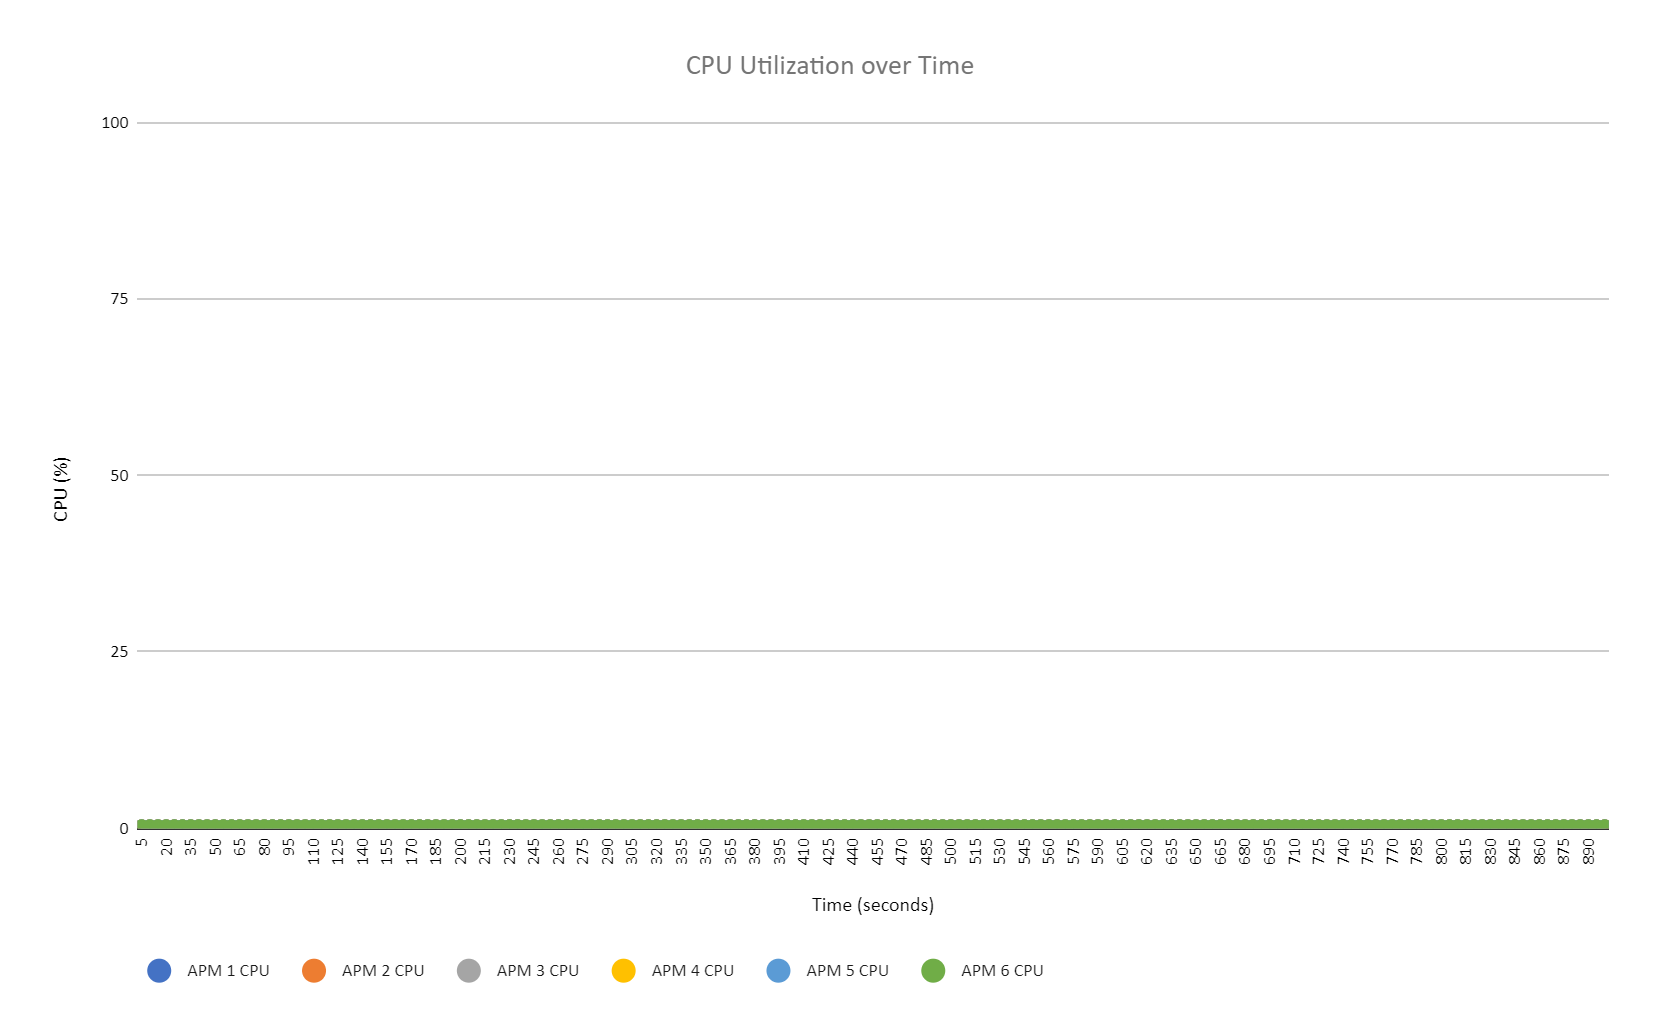 CPU Utilization over Time
100
75
50
25
0
CPU (%)
5 20 35 50 65 80 95 110 125 140 155 170 185 200 215 230 245 260 275 290 305 320 335 350 365 380 395 410 425 440 455 470 485 500 515 530 545 560 575 590 605 620 635 650 665 680 695 710 725 740 755 770 785 800 815 830 845 860 875 890
Time (seconds)
APM 1 CPU APM 2 CPU APM 3 CPU APM 4 CPU APM 5 CPU APM 6 CPU